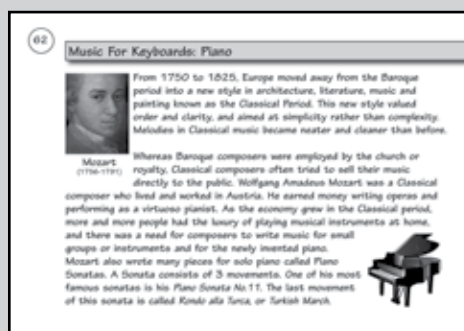 62
Music For Keyboards: Piano
From 1750 to 1825, Europe moved away from the Baroque
period into a new style in architecture, literature, music and
painting known as the Classical Period. This new style valued
order and clarity, and aimed at simplicity rather than complexity.
Melodies in Classical music became neater and cleaner than before.
Mozart
(1756-1791)
Whereas Baroque composers were employed by the church or
royalty, Classical composers often tried to sell their music
directly to the public. Wolfgang Amadeus Mozart was a Classical
composer who lived and worked in Austria. He earned money writing operas and
performing as a virtuoso pianist. As the economy grew in the Classical period,
more and more people had the luxury of playing musical instruments at home,
and there was a need for composers to write music for small
groups or instruments and for the newly invented piano.
Mozart also wrote many pieces for solo piano called Piano
Sonatas. A Sonata consists of 3 movements. One of his most
famous sonatas is his Piano Sonata No.11. The last movement
of this sonata is called Rondo alla Turca, or Turkish March.